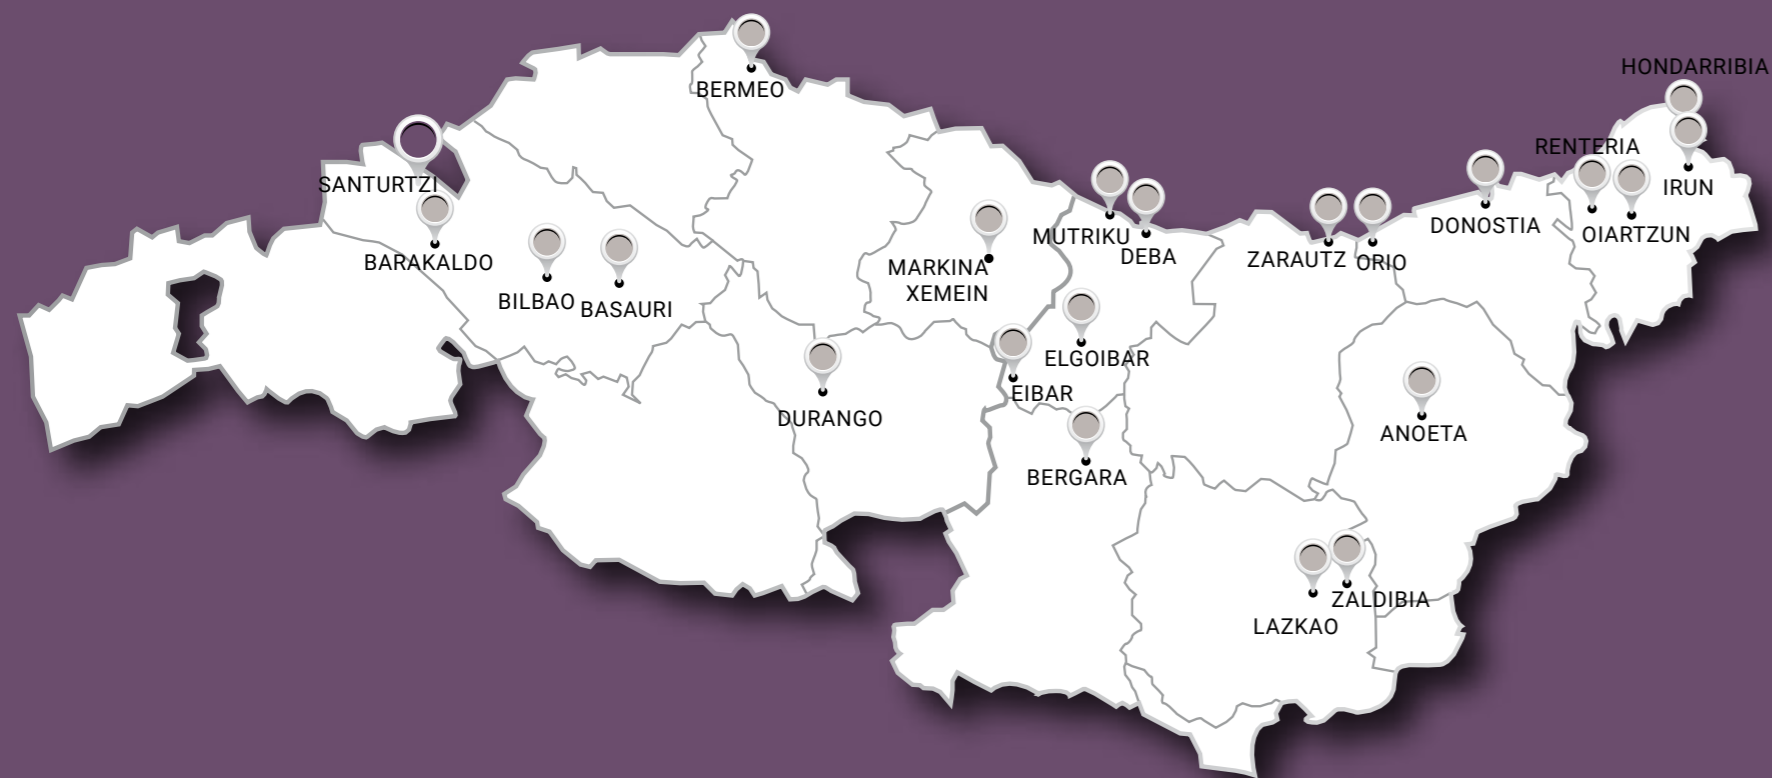 HONDARRIBIA
BERMEO
RENTERIA
SANTURTZI
IRUN
DONOSTIA
OIARTZUN
MUTRIKU
DEBA
ZARAUTZ
ORIO
BARAKALDO
MARKINA
XEMEIN
BILBAO
BASAURI
ELGOIBAR
EIBAR
DURANGO
ANOETA
BERGARA
ZALDIBIA
LAZKAO